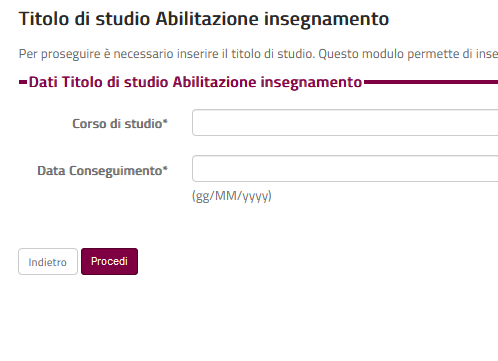 Titolo di studio Abilitazione insegnamento
Per proseguire è necessario inserire il titolo di studio. Questo modulo permette di inse
Dati Titolo di studio Abilitazione insegnamento
Corso di studio*
Data Conseguimento*
(gg/MM/yyyy)
Indietro Procedi